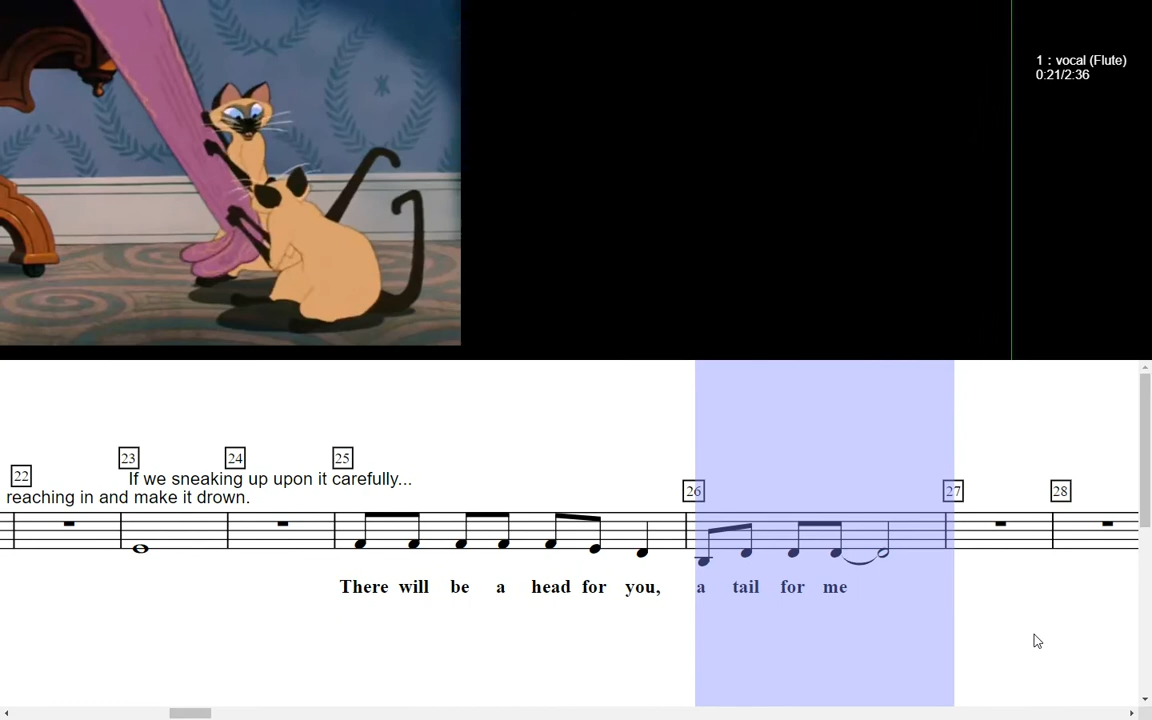 1 : vocal (Flute)
0:21/2:36
22
23
24
25
26
27
28
If we sneaking up upon it carefully...
reaching in and make it drown.
There will be a head for you, a tail for me